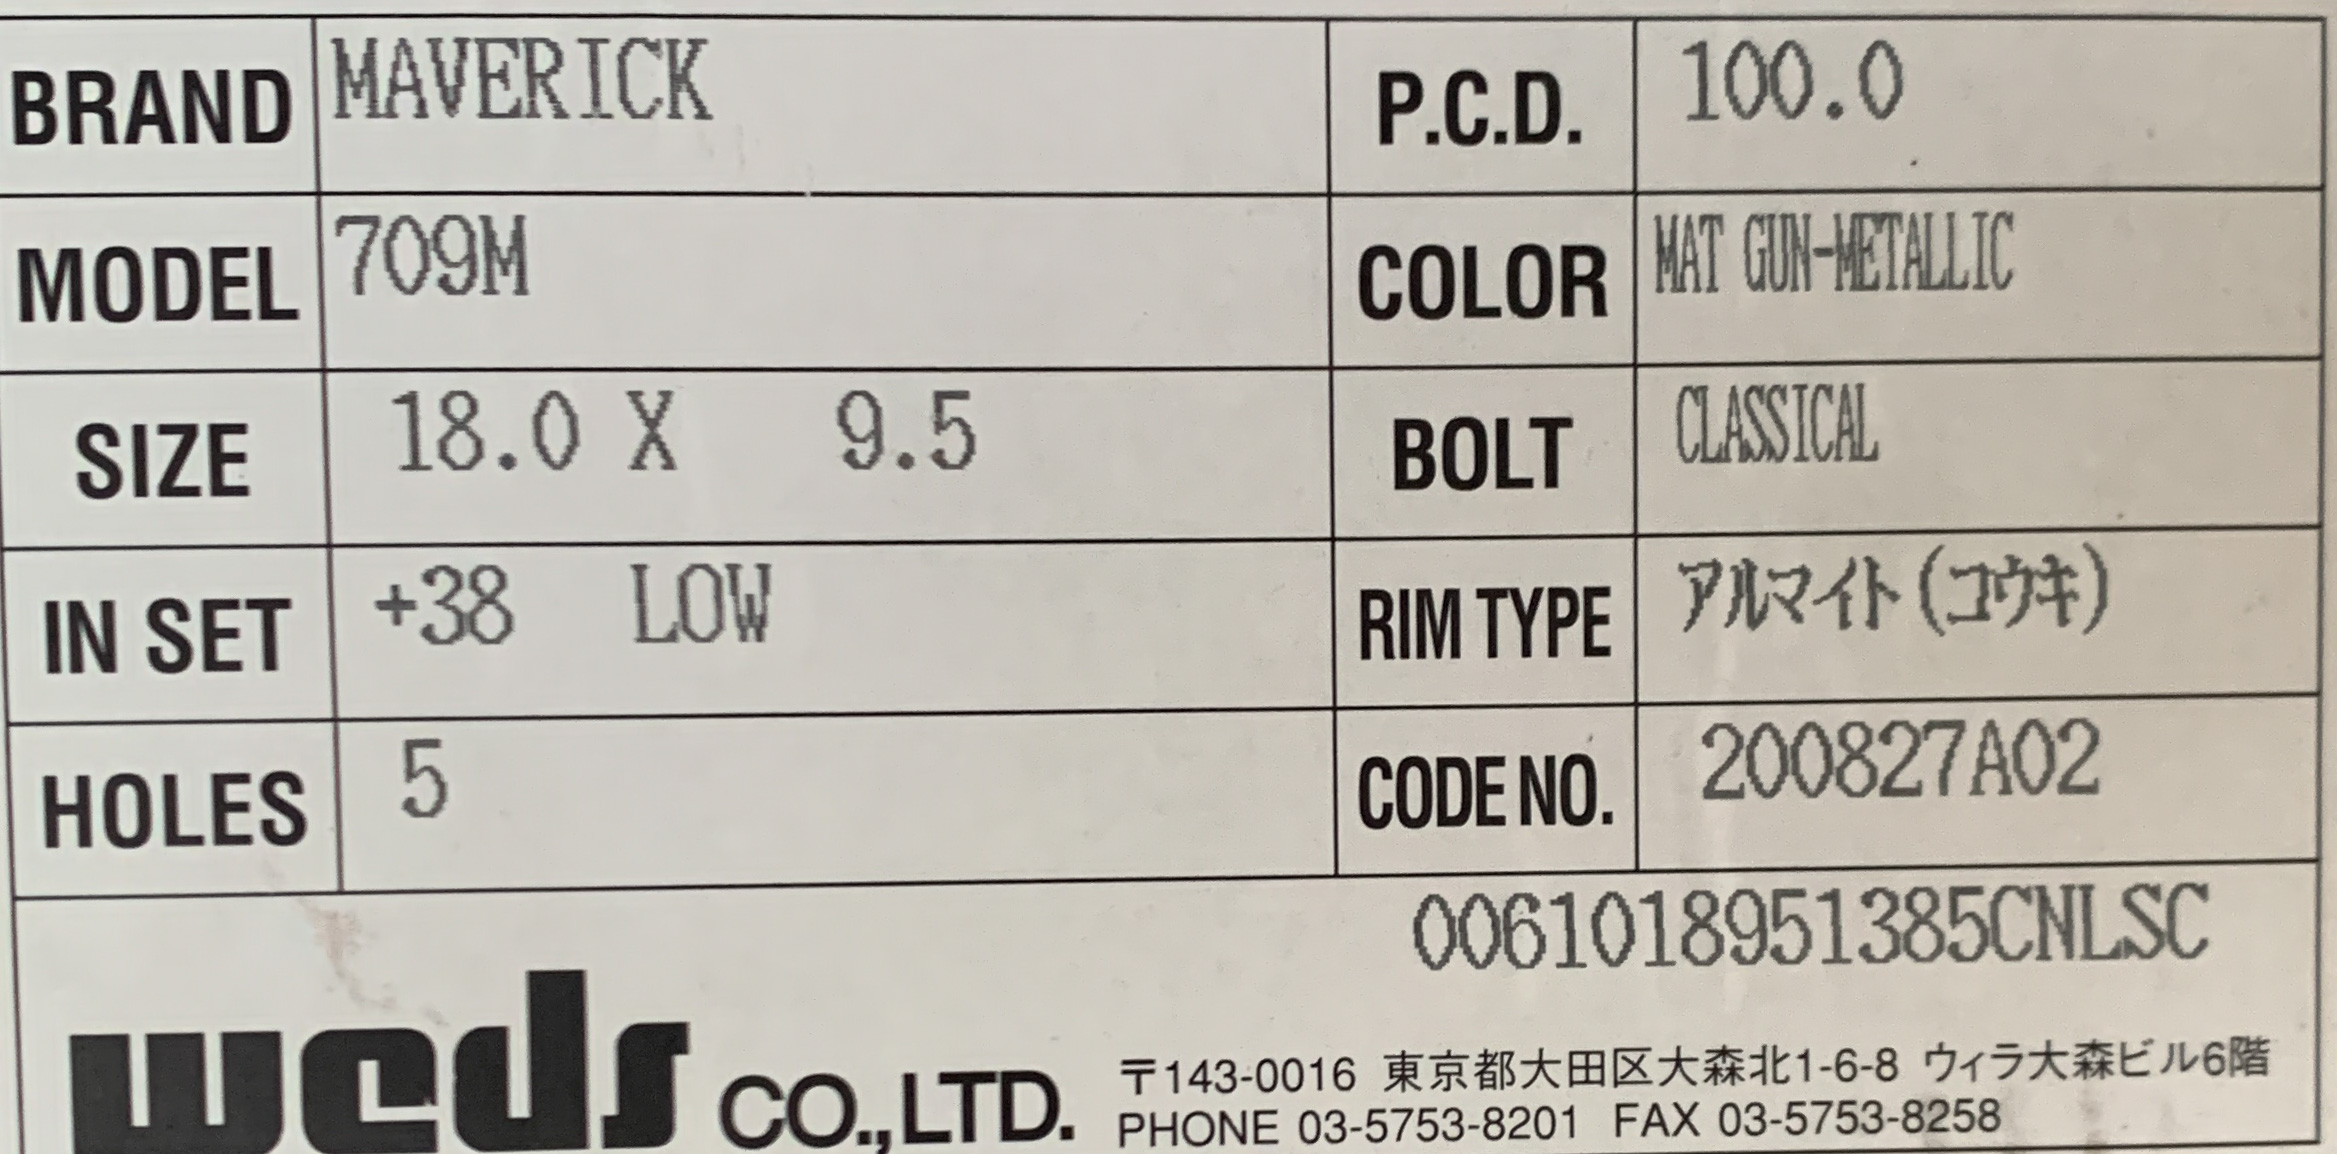 BRAND MAVERICK P.C.D. 100.0
MODEL 709M COLOR MAT GUN-METALLIC
SIZE 18.0 X 9.5 BOLT CLASSICAL
IN SET +38 LOW RIM TYPE アルマイト(コウキ)
HOLES 5 CODE NO. 200827A02
0061018951385CNLSC
weds CO.,LTD.
〒143-0016 東京都大田区大森北1-6-8 ウィラ大森ビル6階
PHONE 03-5753-8201 FAX 03-5753-8258